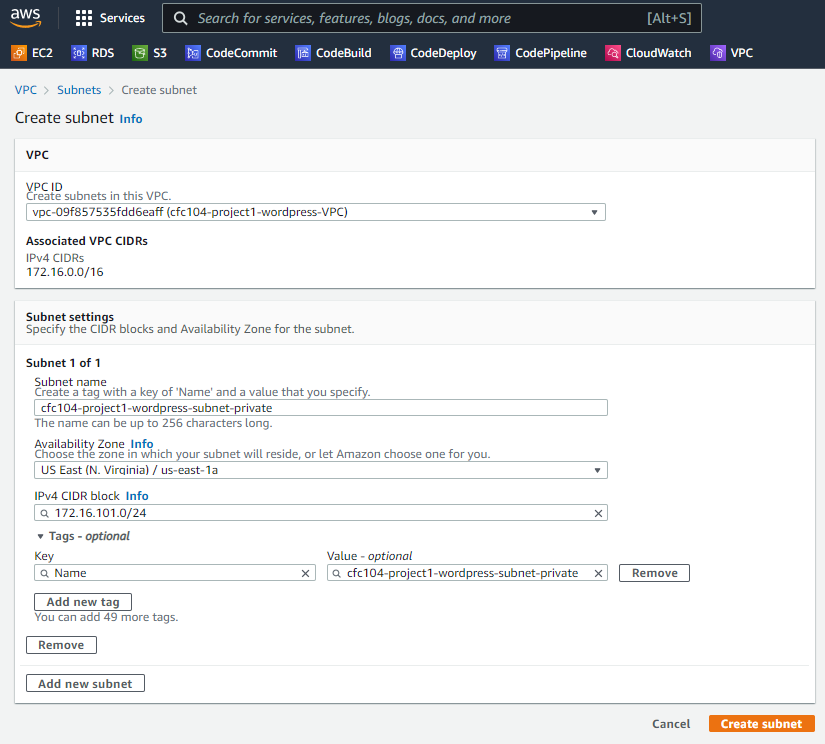 aws Services Search for services, features, blogs, docs, and more [Alt+S]
EC2 RDS S3 CodeCommit CodeBuild CodeDeploy CodePipeline CloudWatch VPC
VPC > Subnets > Create subnet
Create subnet Info
VPC
VPC ID
Create subnets in this VPC.
vpc-09f857535fdd6eaff (cfc104-project1-wordpress-VPC)
Associated VPC CIDRs
IPv4 CIDRs
172.16.0.0/16
Subnet settings
Specify the CIDR blocks and Availability Zone for the subnet.
Subnet 1 of 1
Subnet name
Create a tag with a key of 'Name' and a value that you specify.
cfc104-project1-wordpress-subnet-private
The name can be up to 256 characters long.
Availability Zone Info
Choose the zone in which your subnet will reside, or let Amazon choose one for you.
US East (N. Virginia) / us-east-1a
IPv4 CIDR block Info
172.16.101.0/24
Tags - optional
Key Value - optional
Name cfc104-project1-wordpress-subnet-private Remove
Add new tag
You can add 49 more tags.
Remove
Add new subnet
Cancel Create subnet